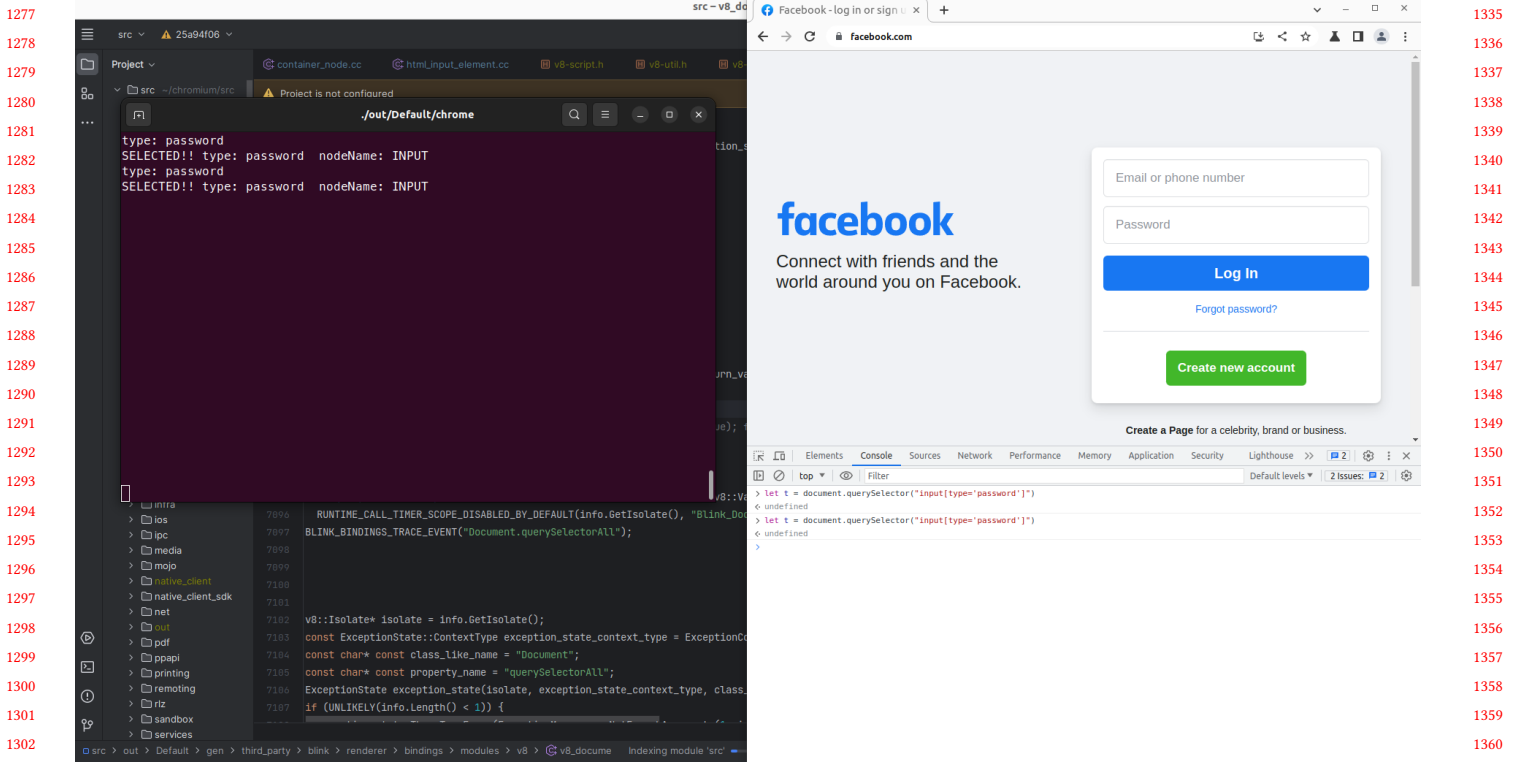 1277
1278
1279
1280
1281
1282
1283
1284
1285
1286
1287
1288
1289
1290
1291
1292
1293
1294
1295
1296
1297
1298
1299
1300
1301
1302
src – v8_do
src
25a94f06
Project
container_node.cc
html_input_element.cc
v8-script.h
v8-util.h
v8-
src ~/chromium/src
Project is not configured
./out/Default/chrome
type: password
SELECTED!! type: password nodeName: INPUT
type: password
SELECTED!! type: password nodeName: INPUT
tion_s
urn_va
ue);
v8::Va
infra
ios
ipc
media
mojo
native_client
native_client_sdk
net
out
pdf
ppapi
printing
remoting
rlz
sandbox
services
7096 RUNTIME_CALL_TIMER_SCOPE_DISABLED_BY_DEFAULT(info.GetIsolate(), "Blink_Doc
7097 BLINK_BINDINGS_TRACE_EVENT("Document.querySelectorAll");
7098
7099
7100
7101
7102 v8::Isolate* isolate = info.GetIsolate();
7103 const ExceptionState::ContextType exception_state_context_type = ExceptionCo
7104 const char* const class_like_name = "Document";
7105 const char* const property_name = "querySelectorAll";
7106 ExceptionState exception_state(isolate, exception_state_context_type, class_
7107 if (UNLIKELY(info.Length() < 1)) {
src > out > Default > gen > third_party > blink > renderer > bindings > modules > v8 > v8_docume
Indexing module 'src'
Facebook - log in or sign u
facebook.com
facebook
Connect with friends and the
world around you on Facebook.
Email or phone number
Password
Log In
Forgot password?
Create new account
Create a Page for a celebrity, brand or business.
Elements Console Sources Network Performance Memory Application Security Lighthouse 2
top Filter Default levels 2 Issues: 2
let t = document.querySelector("input[type='password']")
undefined
let t = document.querySelector("input[type='password']")
undefined
1335
1336
1337
1338
1339
1340
1341
1342
1343
1344
1345
1346
1347
1348
1349
1350
1351
1352
1353
1354
1355
1356
1357
1358
1359
1360